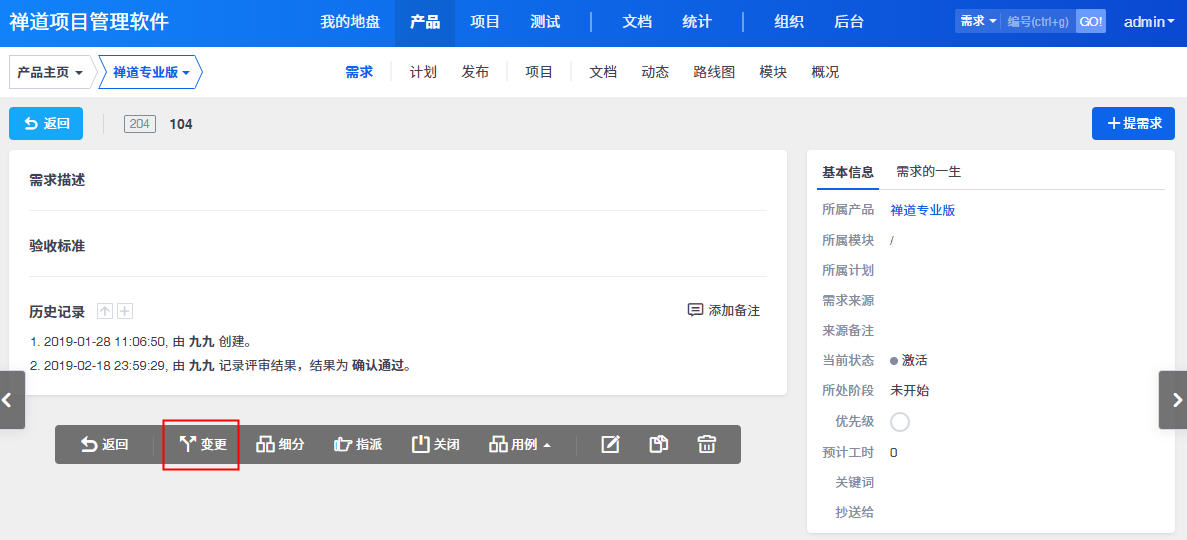 禅道项目管理软件 我的地盘 产品 项目 测试 文档 统计 组织 后台 需求 编号(ctrl+g) GO! admin
产品主页 禅道专业版 需求 计划 发布 项目 文档 动态 路线图 模块 概况
返回 204 104 +提需求
需求描述
验收标准
历史记录 添加备注
1. 2019-01-28 11:06:50, 由 九九 创建。
2. 2019-02-18 23:59:29, 由 九九 记录评审结果，结果为 确认通过。
返回 变更 细分 指派 关闭 用例
基本信息 需求的一生
所属产品 禅道专业版
所属模块 /
所属计划
需求来源
来源备注
当前状态 激活
所处阶段 未开始
优先级
预计工时 0
关键词
抄送给